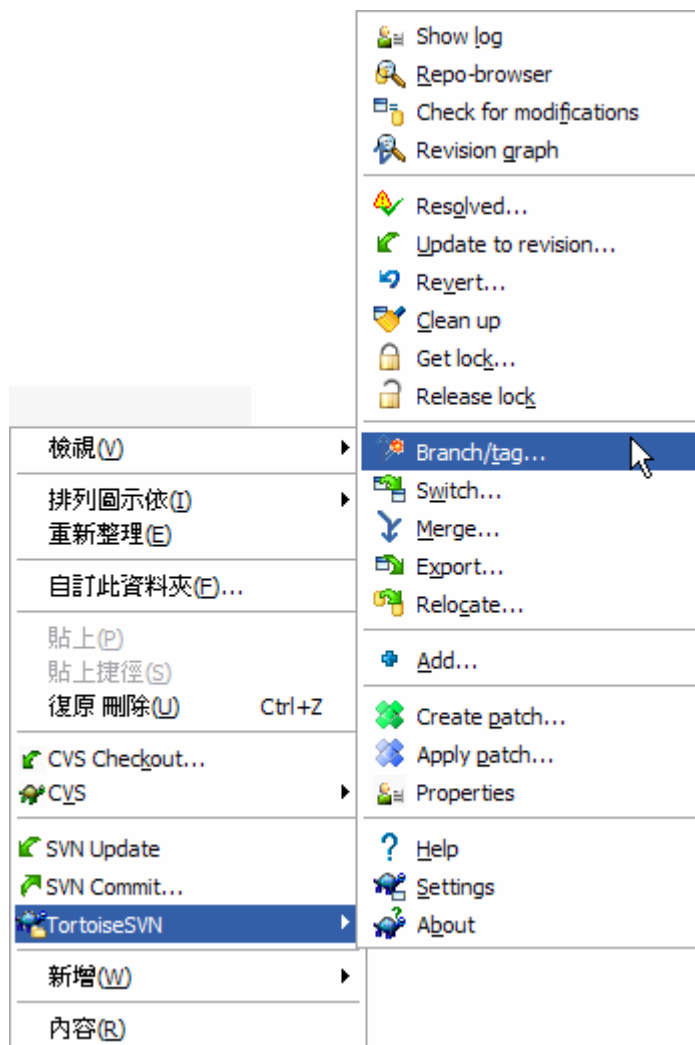 Show log
Repo-browser
Check for modifications
Revision graph
Resolved...
Update to revision...
Revert...
Clean up
Get lock...
Release lock
Branch/tag...
Switch...
Merge...
Export...
Relocate...
Add...
Create patch...
Apply patch...
Properties
Help
Settings
About
檢視(V)
排列圖示依(I)
重新整理(E)
自訂此資料夾(F)...
貼上(P)
貼上捷徑(S)
復原 刪除(U) Ctrl+Z
CVS Checkout...
CVS
SVN Update
SVN Commit...
TortoiseSVN
新增(W)
內容(R)